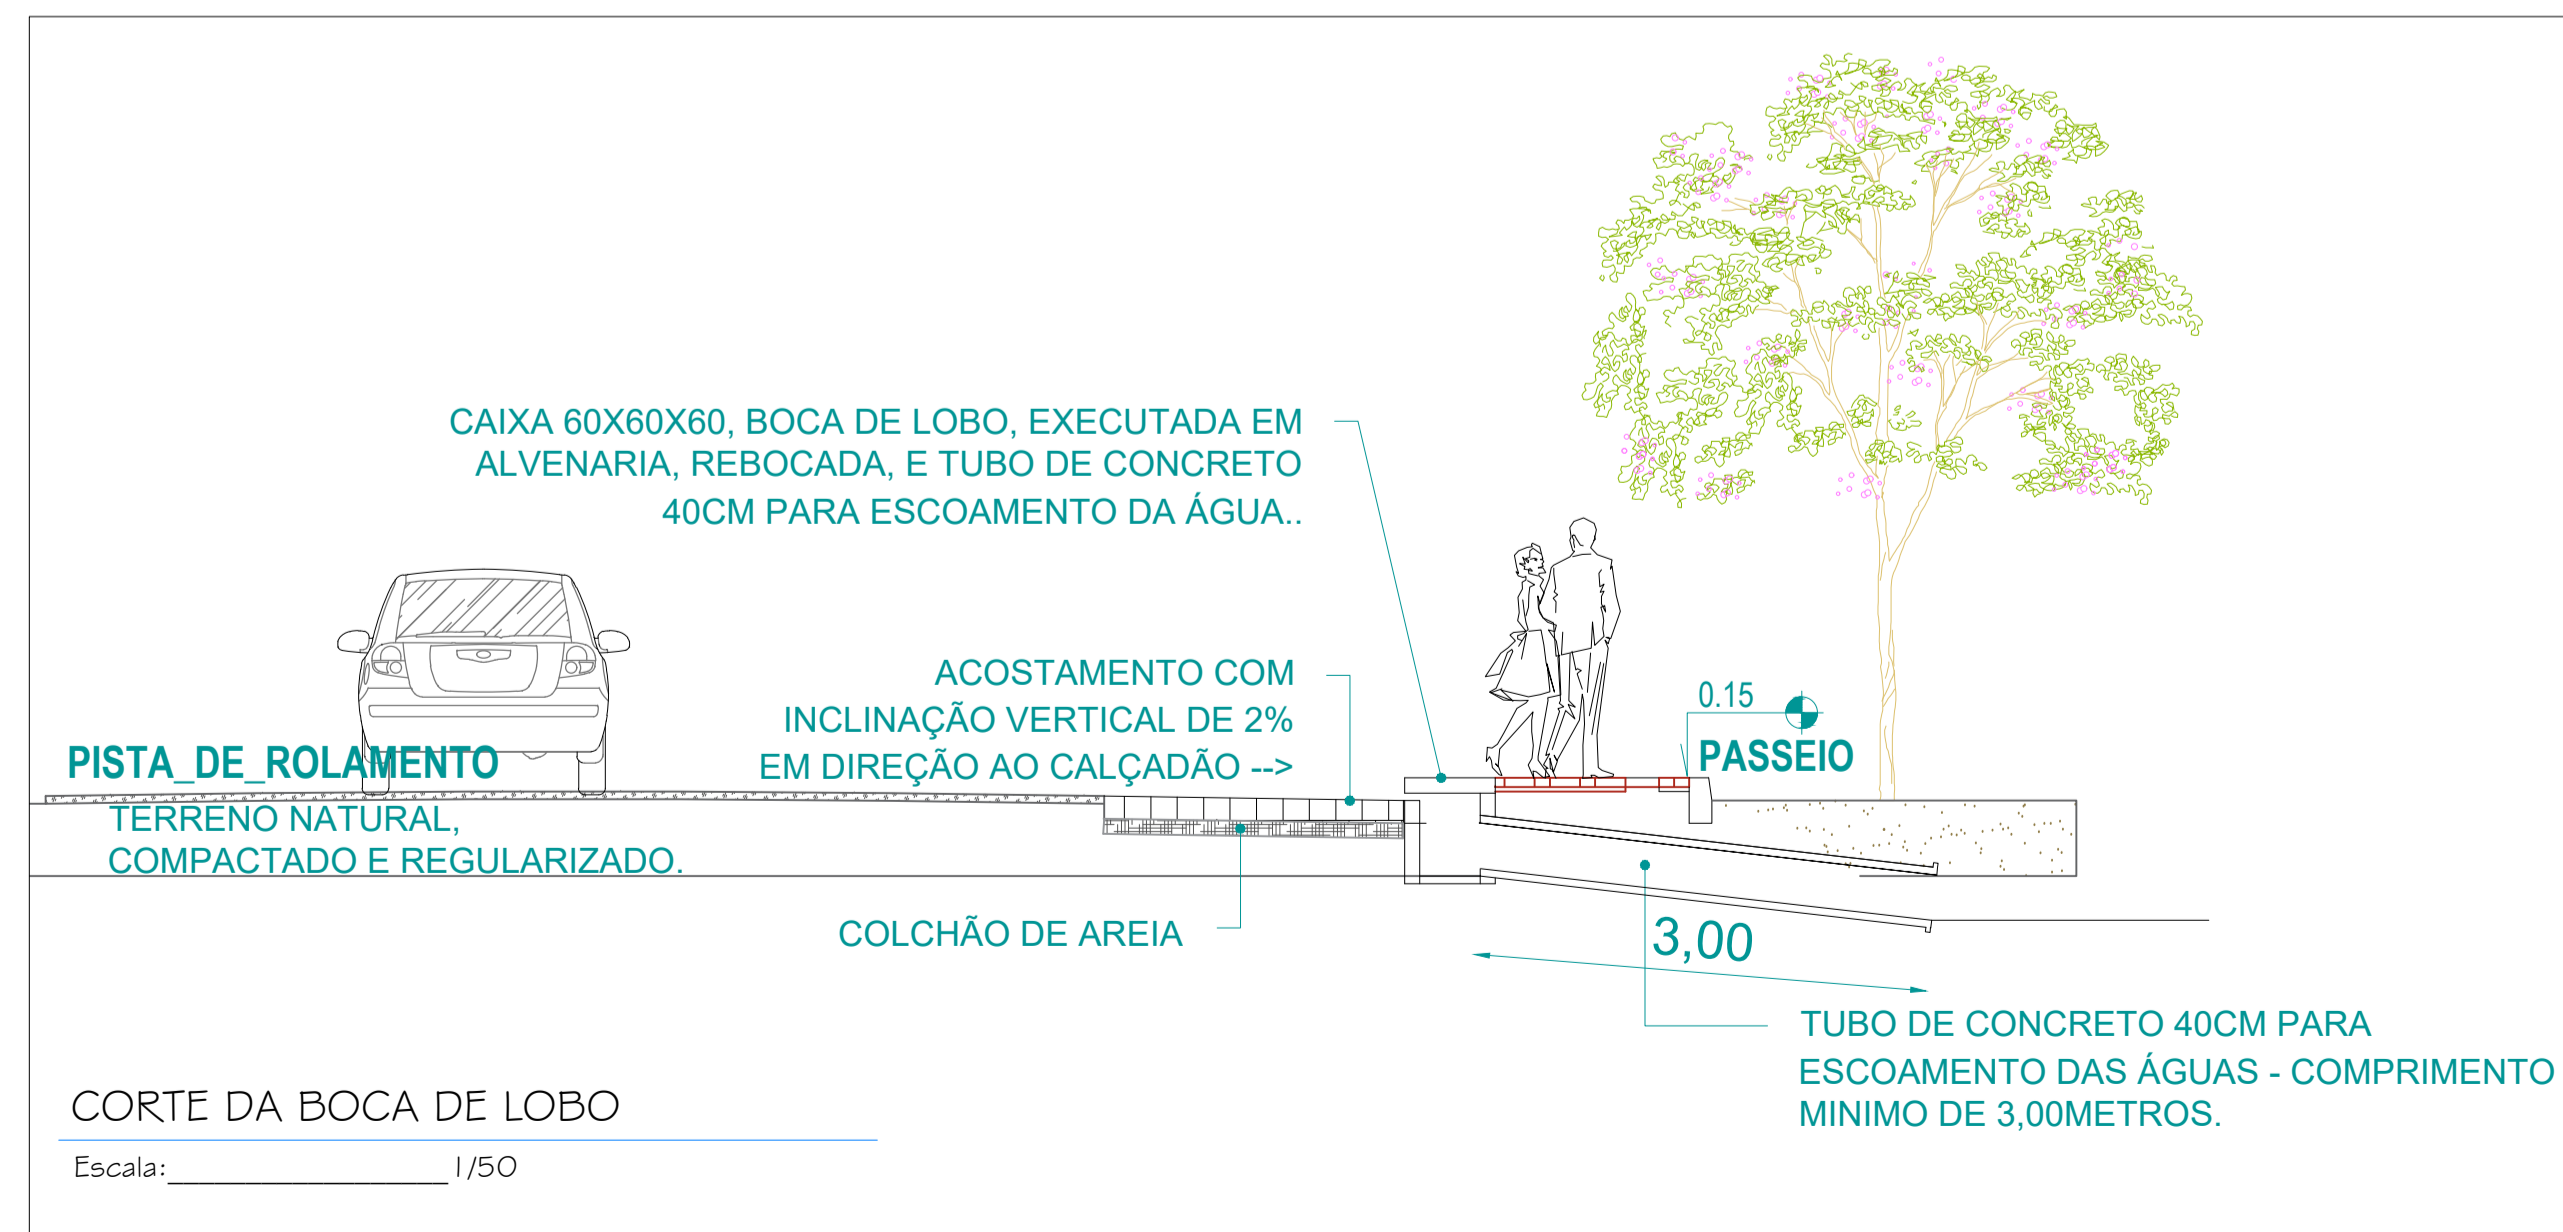 CAIXA 60X60X60, BOCA DE LOBO, EXECUTADA EM
ALVENARIA, REBOCADA, E TUBO DE CONCRETO
40CM PARA ESCOAMENTO DA ÁGUA..
ACOSTAMENTO COM
INCLINAÇÃO VERTICAL DE 2%
EM DIREÇÃO AO CALÇADÃO -->
0.15
PASSEIO
PISTA_DE_ROLAMENTO
TERRENO NATURAL,
COMPACTADO E REGULARIZADO.
COLCHÃO DE AREIA
3,00
TUBO DE CONCRETO 40CM PARA
ESCOAMENTO DAS ÁGUAS - COMPRIMENTO
MINIMO DE 3,00METROS.
CORTE DA BOCA DE LOBO
Escala:__________________1/50